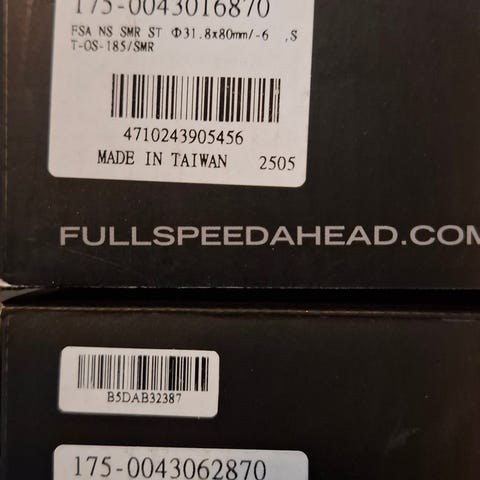 175-0043016870
FSA NS SMR ST Φ31.8x80mm/-6 ,S
T-OS-185/SMR
4710243905456
MADE IN TAIWAN 2505
FULLSPEEDAHEAD.COM
B5DAB32387
175-0043062870